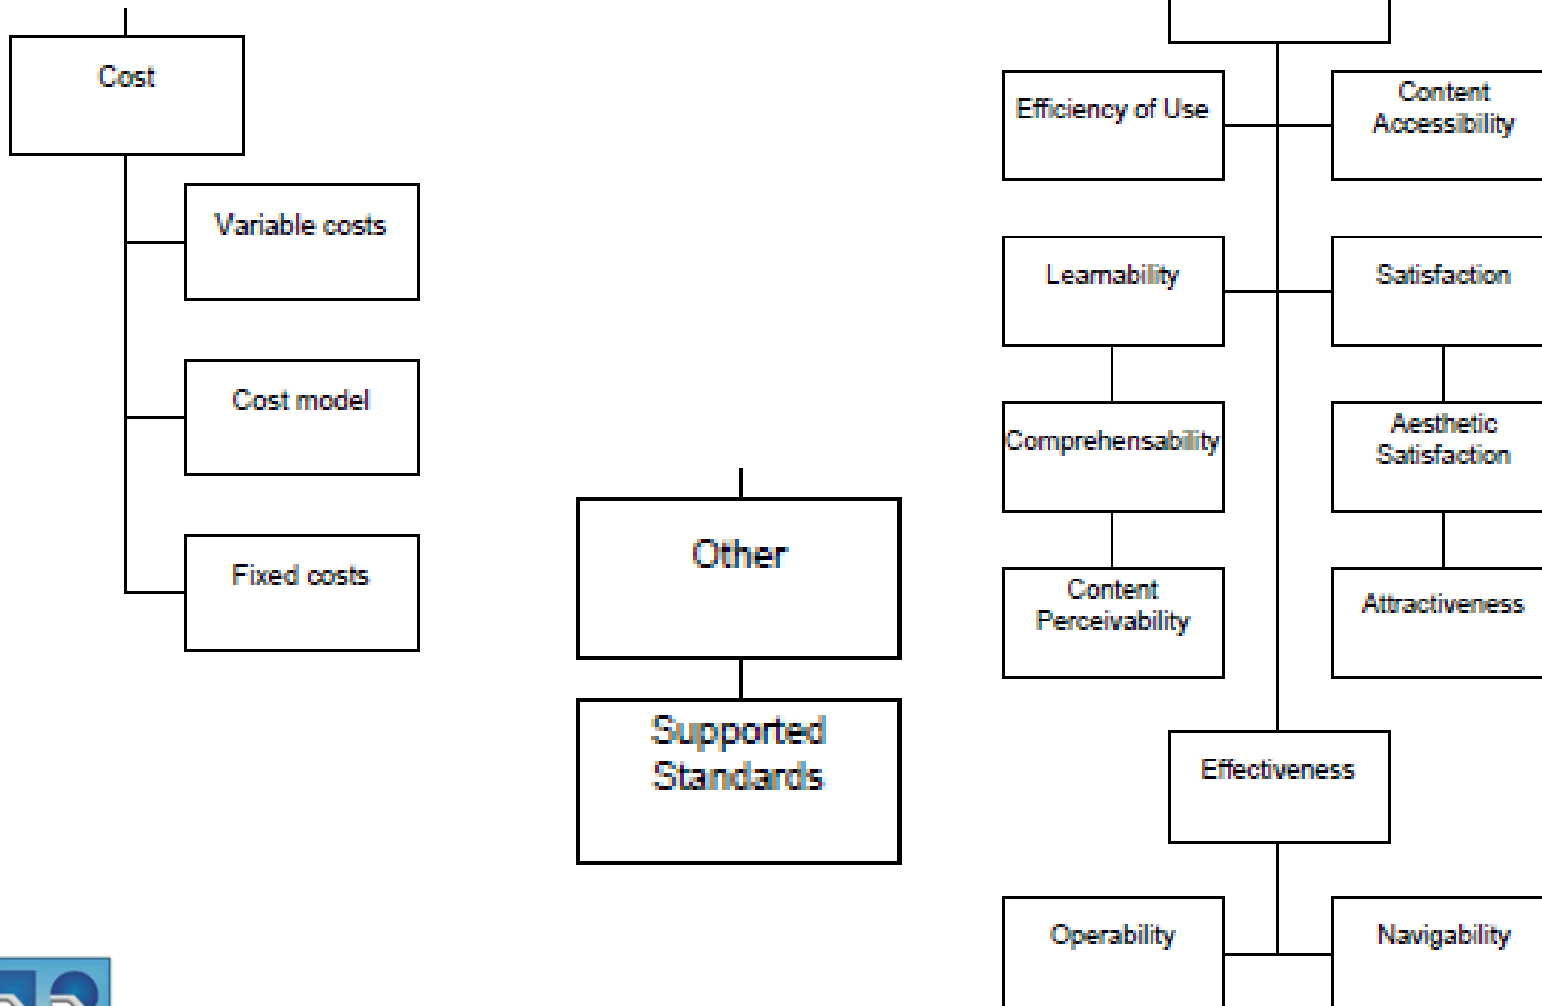 Cost
Variable costs
Cost model
Fixed costs
Other
Supported
Standards
Efficiency of Use
Content
Accessibility
Learnability
Satisfaction
Comprehensability
Aesthetic
Satisfaction
Content
Perceivability
Attractiveness
Effectiveness
Operability
Navigability